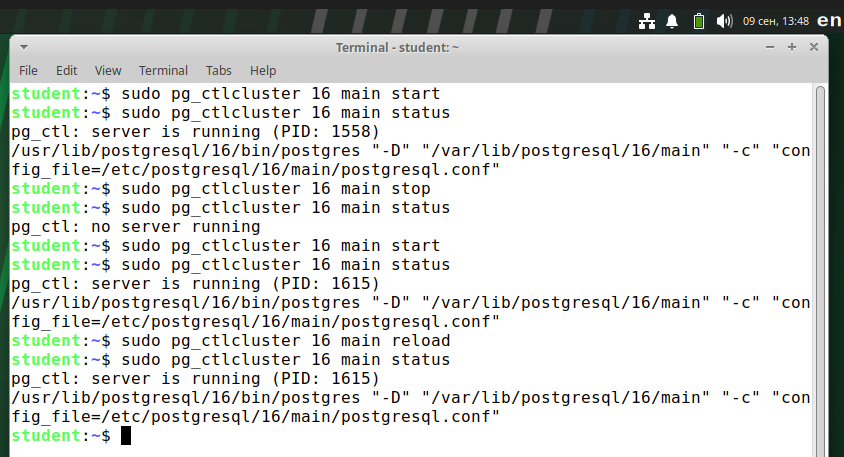 09 сен, 13:48 en
Terminal - student: ~
File Edit View Terminal Tabs Help
student:~$ sudo pg_ctlcluster 16 main start
student:~$ sudo pg_ctlcluster 16 main status
pg_ctl: server is running (PID: 1558)
/usr/lib/postgresql/16/bin/postgres "-D" "/var/lib/postgresql/16/main" "-c" "con
fig_file=/etc/postgresql/16/main/postgresql.conf"
student:~$ sudo pg_ctlcluster 16 main stop
student:~$ sudo pg_ctlcluster 16 main status
pg_ctl: no server running
student:~$ sudo pg_ctlcluster 16 main start
student:~$ sudo pg_ctlcluster 16 main status
pg_ctl: server is running (PID: 1615)
/usr/lib/postgresql/16/bin/postgres "-D" "/var/lib/postgresql/16/main" "-c" "con
fig_file=/etc/postgresql/16/main/postgresql.conf"
student:~$ sudo pg_ctlcluster 16 main reload
student:~$ sudo pg_ctlcluster 16 main status
pg_ctl: server is running (PID: 1615)
/usr/lib/postgresql/16/bin/postgres "-D" "/var/lib/postgresql/16/main" "-c" "con
fig_file=/etc/postgresql/16/main/postgresql.conf"
student:~$